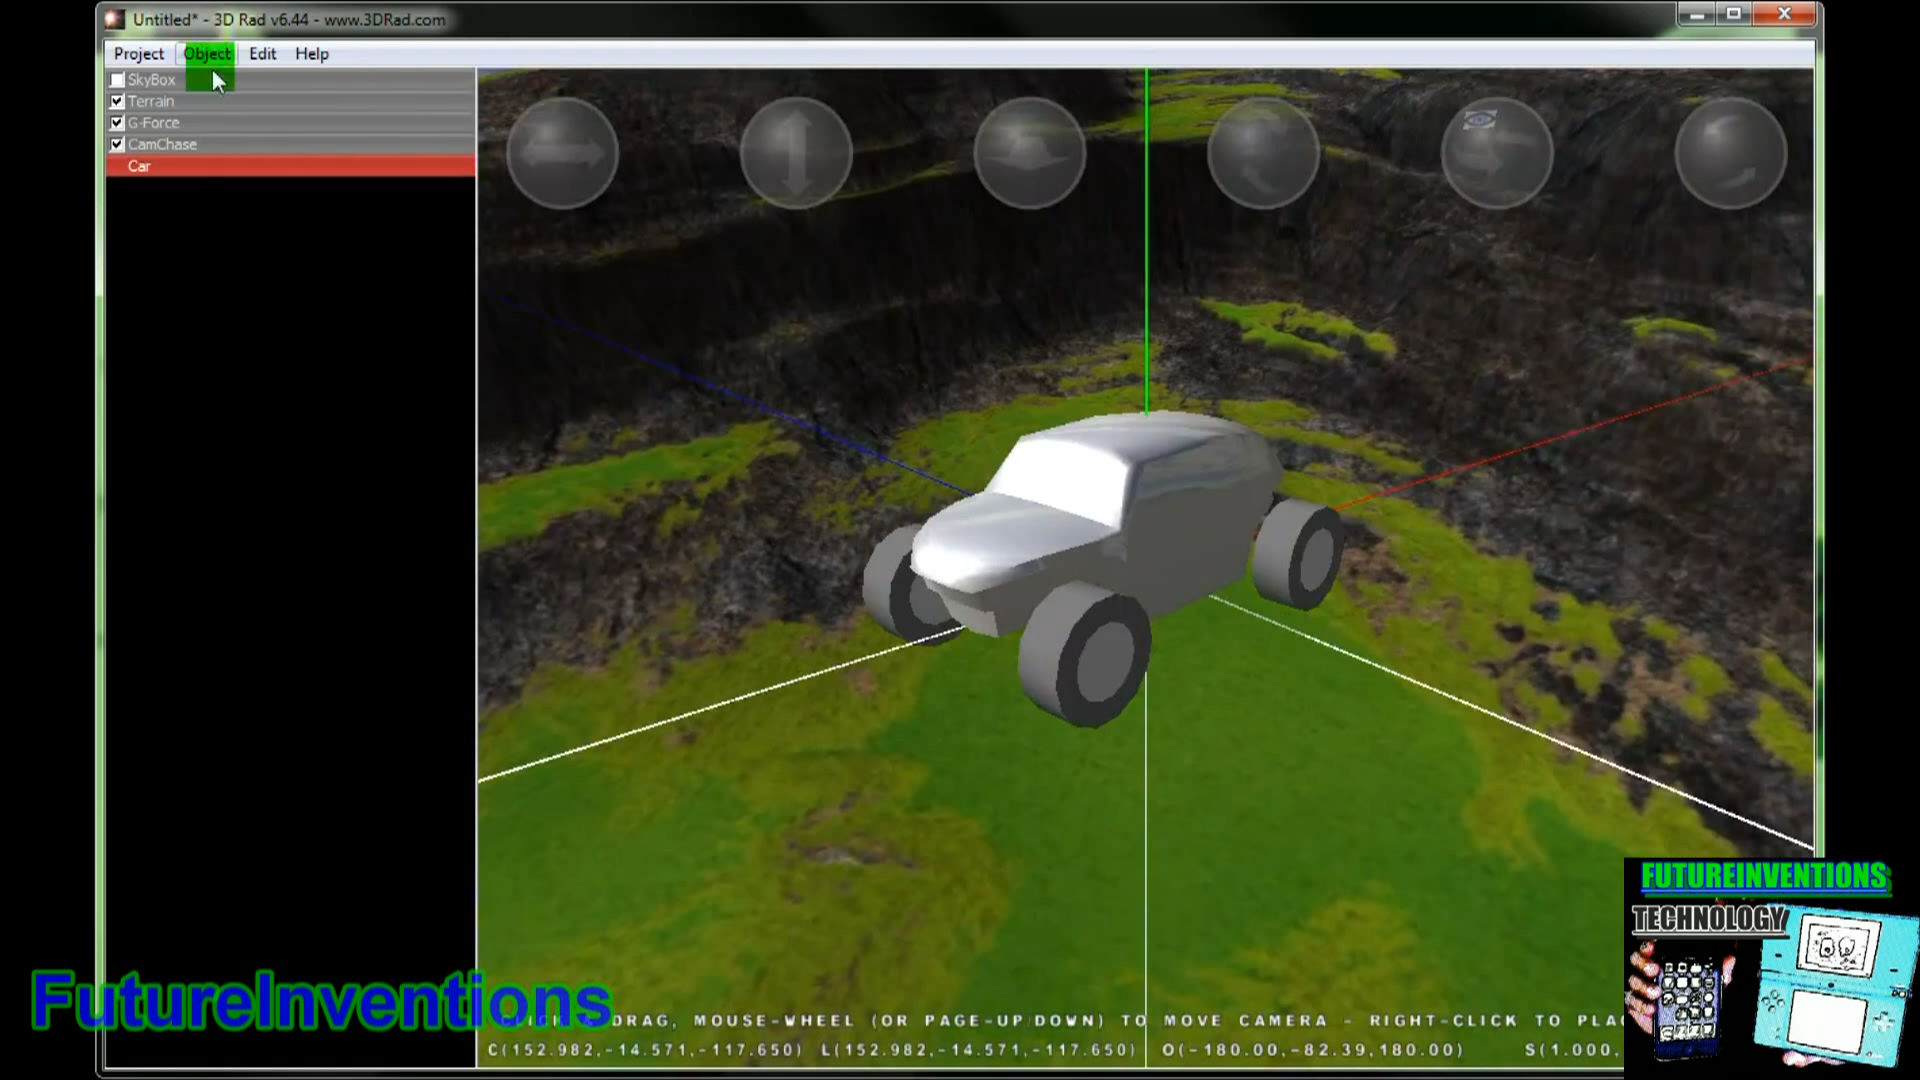 Untitled* - 3D Rad v6.44 - www.3DRad.com
Project Object Edit Help
SkyBox
Terrain
G-Force
CamChase
Car
FUTUREINVENTIONS
TECHNOLOGY
FutureInventions
DRAG, MOUSE-WHEEL (OR PAGE-UP/DOWN) TO MOVE CAMERA - RIGHT-CLICK TO
C(152.982,-14.571,-117.650) L(152.982,-14.571,-117.650) O(-180.00,-82.39,180.00) S(1.000,